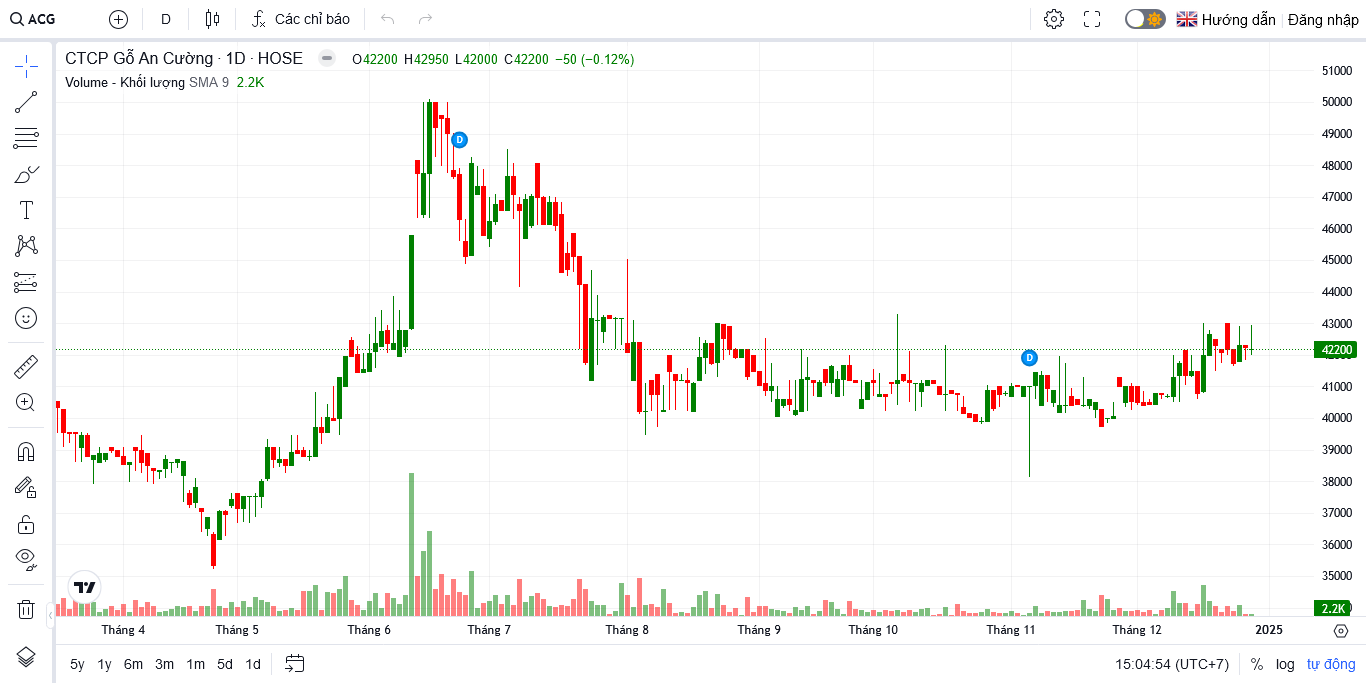 ACG D Các chỉ báo Hướng dẫn Đăng nhập
CTCP Gỗ An Cường · 1D · HOSE O42200 H42950 L42000 C42200 −50 (−0.12%)
Volume - Khối lượng SMA 9 2.2K
51000
50000
49000
D
48000
47000
46000
45000
44000
43000
42200
D
41000
40000
39000
38000
37000
36000
35000
2.2K
Tháng 4 Tháng 5 Tháng 6 Tháng 7 Tháng 8 Tháng 9 Tháng 10 Tháng 11 Tháng 12 2025
5y 1y 6m 3m 1m 5d 1d 15:04:54 (UTC+7) % log tự động